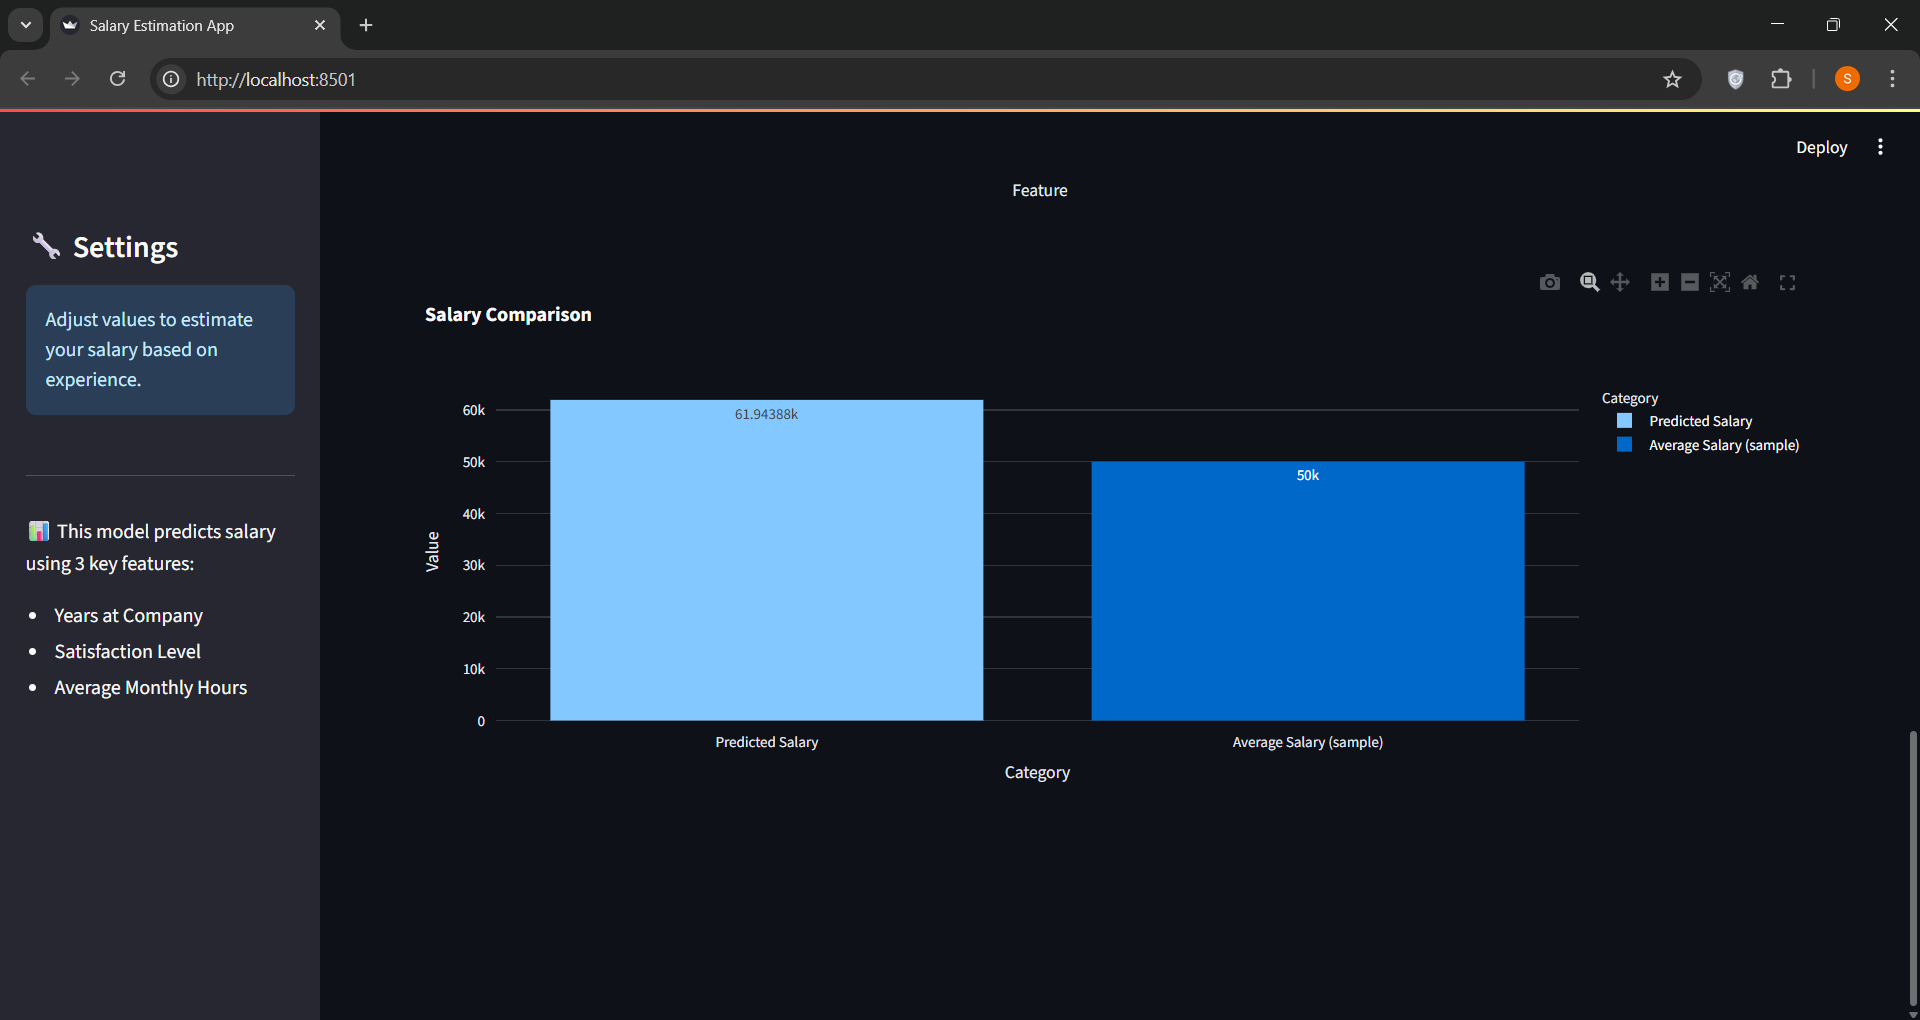 Salary Estimation App
http://localhost:8501
S
Deploy
Feature
Settings
Adjust values to estimate
your salary based on
experience.
This model predicts salary
using 3 key features:
Years at Company
Satisfaction Level
Average Monthly Hours
Salary Comparison
Value
60k
50k
40k
30k
20k
10k
0
61.94388k
50k
Predicted Salary
Average Salary (sample)
Category
Category
Predicted Salary
Average Salary (sample)